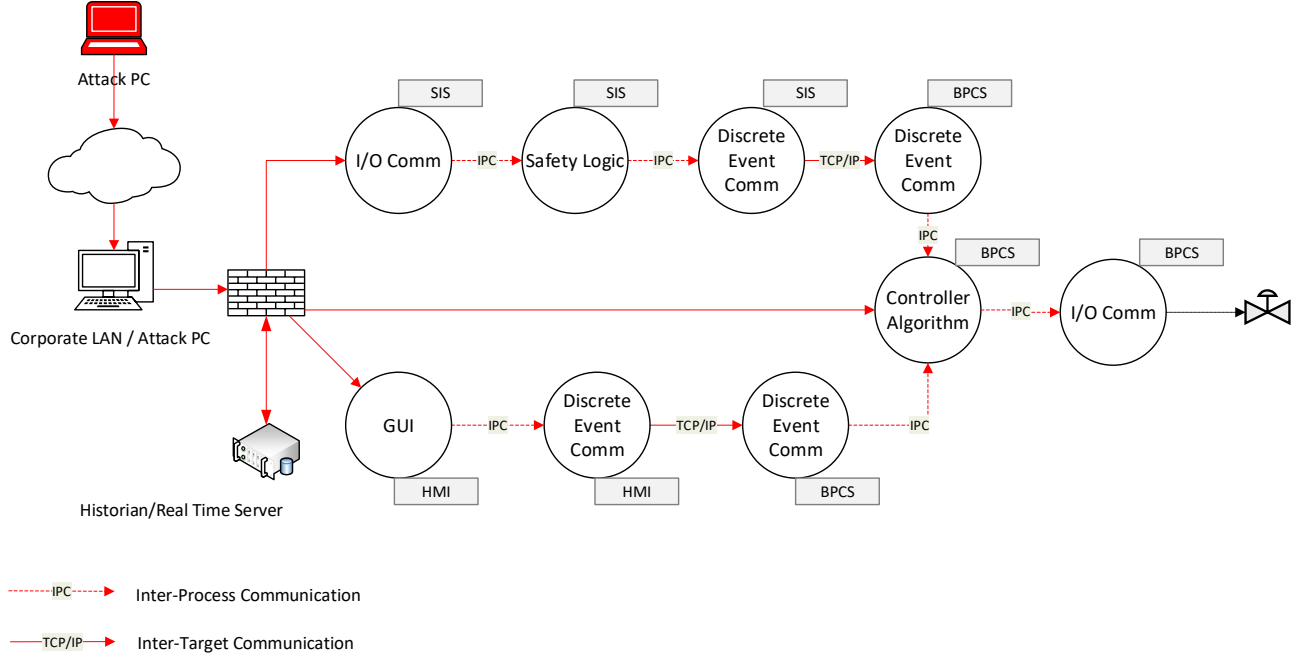 Attack PC
Corporate LAN / Attack PC
Historian/Real Time Server
SIS
I/O Comm
IPC
SIS
Safety Logic
IPC
SIS
Discrete
Event
Comm
TCP/IP
BPCS
Discrete
Event
Comm
IPC
BPCS
Controller
Algorithm
IPC
BPCS
I/O Comm
GUI
HMI
IPC
Discrete
Event
Comm
HMI
TCP/IP
Discrete
Event
Comm
BPCS
IPC
IPC
Inter-Process Communication
TCP/IP
Inter-Target Communication